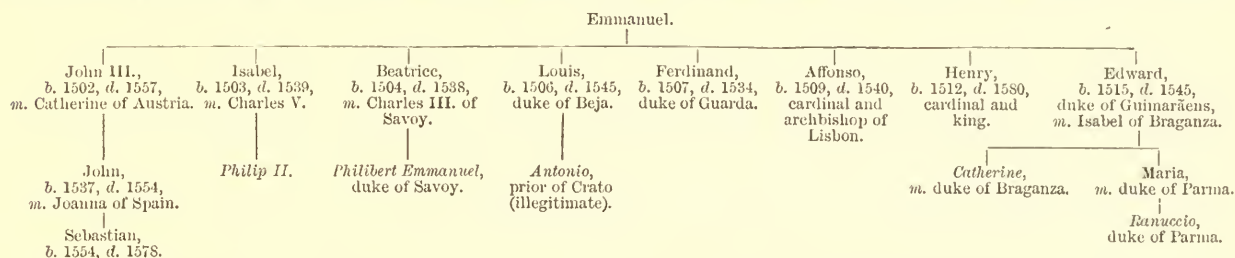 Emmanuel.
John III.,
b. 1502, d. 1557,
m. Catherine of Austria.
Isabel,
b. 1503, d. 1539,
m. Charles V.
Beatrice,
b. 1504, d. 1538,
m. Charles III. of
Savoy.
Louis,
b. 1506, d. 1545,
duke of Beja.
Ferdinand,
b. 1507, d. 1534,
duke of Guarda.
Affonso,
b. 1509, d. 1540,
cardinal and
archbishop of
Lisbon.
Henry,
b. 1512, d. 1580,
cardinal and
king.
Edward,
b. 1515, d. 1545,
duke of Guimarãens,
m. Isabel of Braganza.
John,
b. 1537, d. 1554,
m. Joanna of Spain.
Philip II.
Philibert Emmanuel,
duke of Savoy.
Antonio,
prior of Crato
(illegitimate).
Catherine,
m. duke of Braganza.
Maria,
m. duke of Parma.
Sebastian,
b. 1554, d. 1578.
Ranuccio,
duke of Parma.